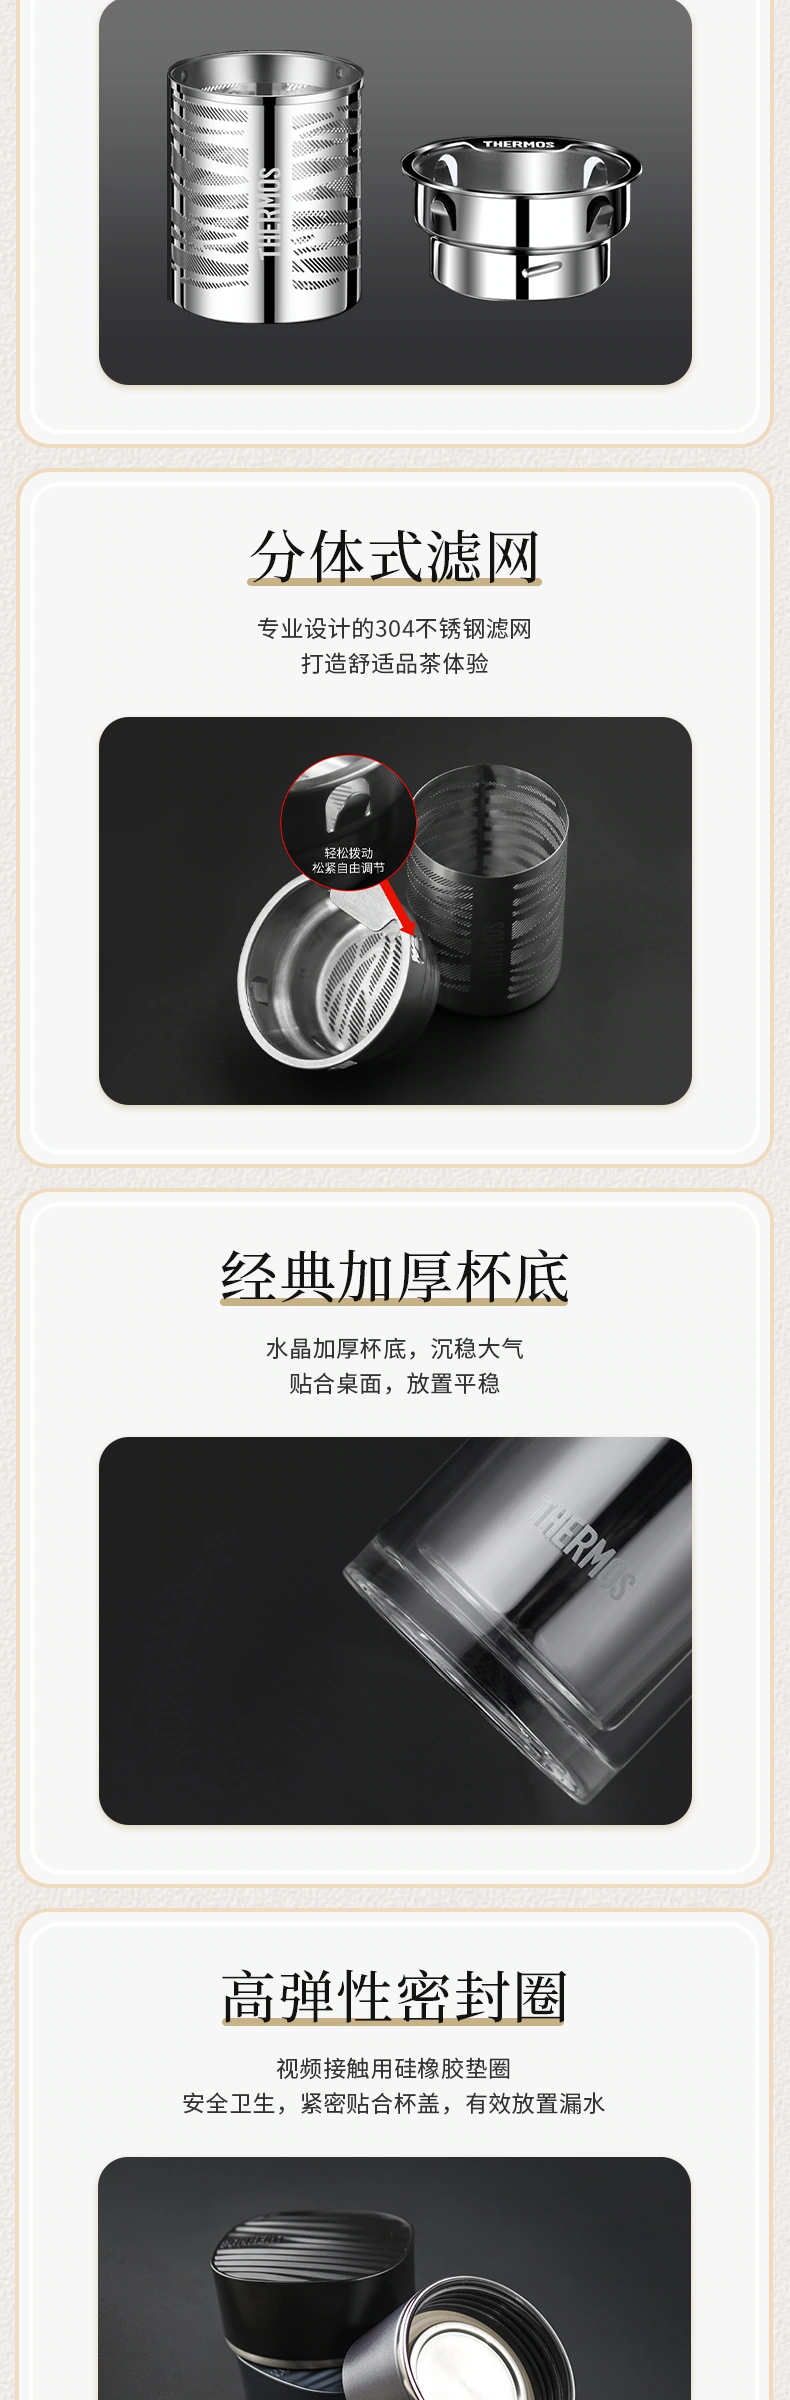 THERMOS
THERMOS
分体式滤网
专业设计的304不锈钢滤网
打造舒适品茶体验
轻松拨动
松紧自由调节
THERMOS
经典加厚杯底
水晶加厚杯底，沉稳大气
贴合桌面，放置平稳
THERMOS
高弹性密封圈
视频接触用硅橡胶垫圈
安全卫生，紧密贴合杯盖，有效放置漏水